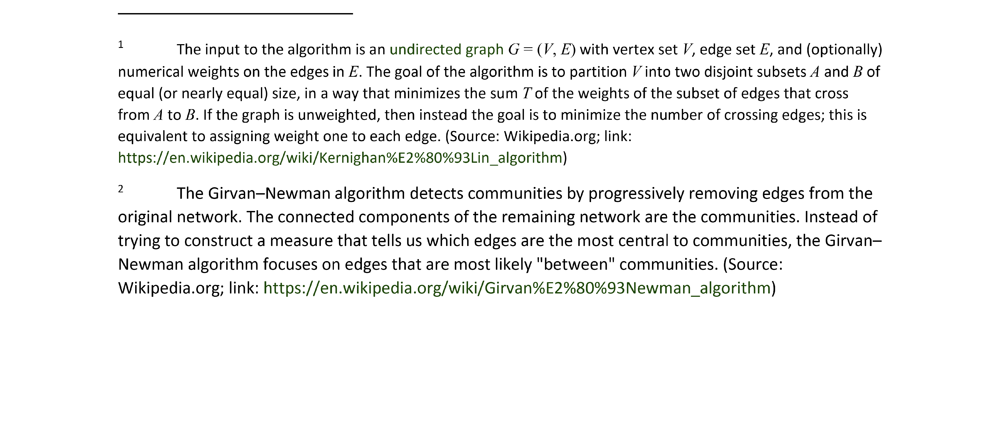 1 The input to the algorithm is an undirected graph G = (V, E) with vertex set V, edge set E, and (optionally)
numerical weights on the edges in E. The goal of the algorithm is to partition V into two disjoint subsets A and B of
equal (or nearly equal) size, in a way that minimizes the sum T of the weights of the subset of edges that cross
from A to B. If the graph is unweighted, then instead the goal is to minimize the number of crossing edges; this is
equivalent to assigning weight one to each edge. (Source: Wikipedia.org; link:
https://en.wikipedia.org/wiki/Kernighan%E2%80%93Lin_algorithm)
2 The Girvan–Newman algorithm detects communities by progressively removing edges from the
original network. The connected components of the remaining network are the communities. Instead of
trying to construct a measure that tells us which edges are the most central to communities, the Girvan–
Newman algorithm focuses on edges that are most likely "between" communities. (Source:
Wikipedia.org; link: https://en.wikipedia.org/wiki/Girvan%E2%80%93Newman_algorithm)